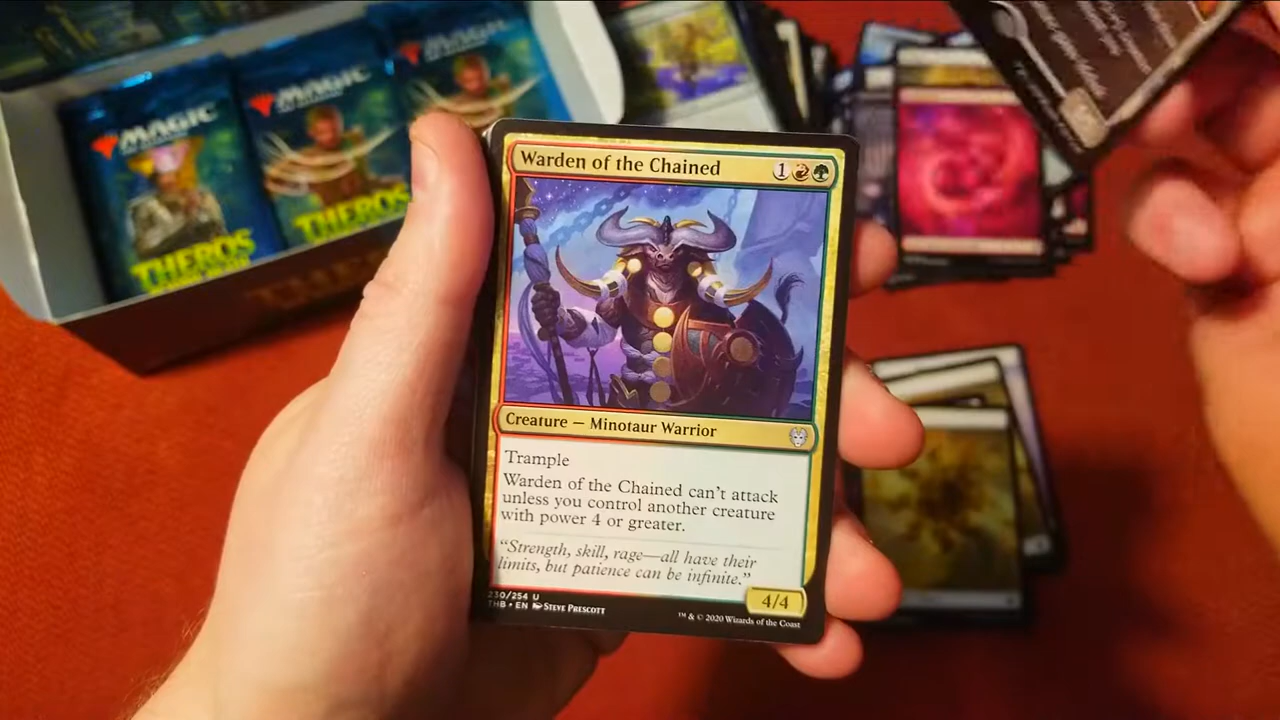 MAGIC
MAGIC
MAGIC
THEROS
THEROS
Warden of the Chained
1
Creature — Minotaur Warrior
Trample
Warden of the Chained can't attack
unless you control another creature
with power 4 or greater.
“Strength, skill, rage—all have their
limits, but patience can be infinite.”
4/4
230/254 U
THB • EN STEVE PRESCOTT
™ & © 2020 Wizards of the Coast